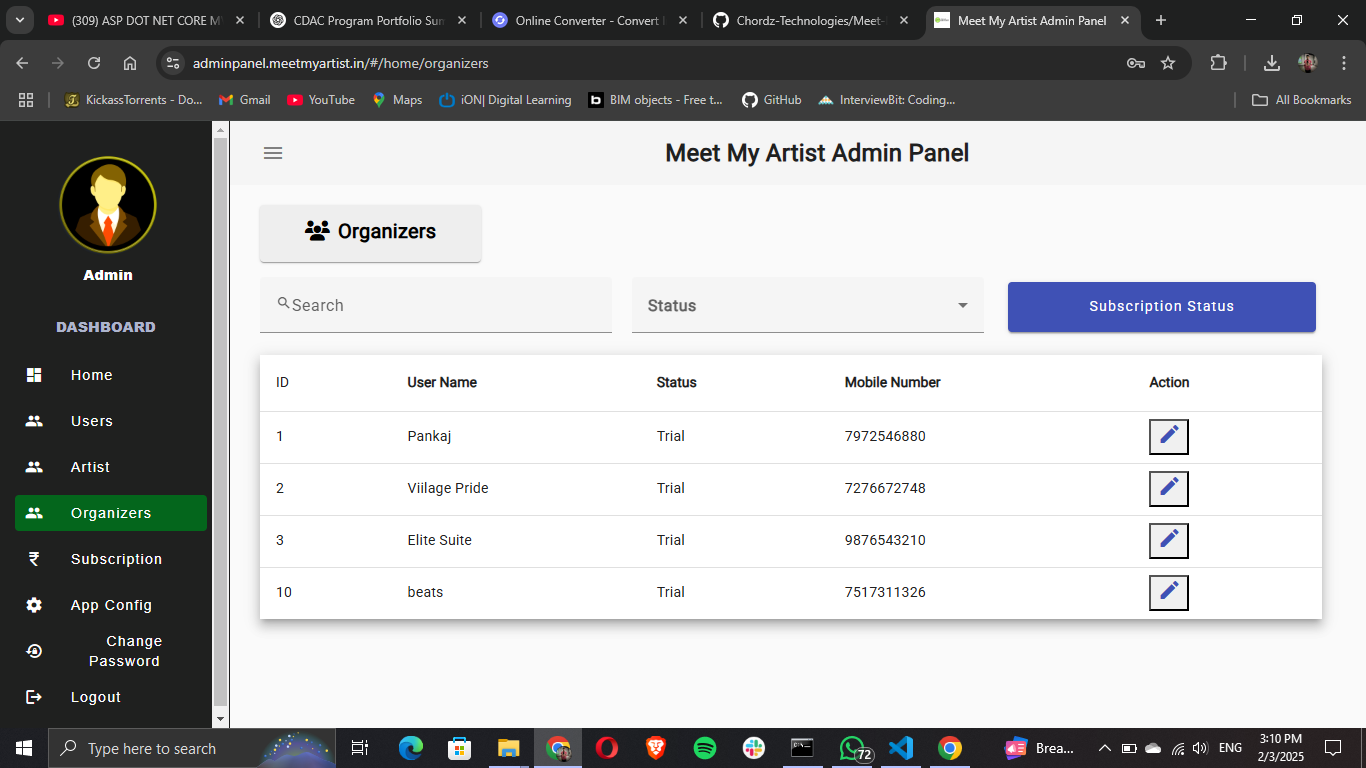 (309) ASP DOT NET CORE M
CDAC Program Portfolio Sum
Online Converter - Convert
Chordz-Technologies/Meet-
Meet My Artist Admin Panel
adminpanel.meetmyartist.in/#/home/organizers
KickassTorrents - Do...
Gmail
YouTube
Maps
iON| Digital Learning
BIM objects - Free t...
GitHub
InterviewBit: Coding...
All Bookmarks
Admin
DASHBOARD
Home
Users
Artist
Organizers
Subscription
App Config
Change
Password
Logout
Meet My Artist Admin Panel
Organizers
Search
Status
Subscription Status
ID User Name Status Mobile Number Action
1 Pankaj Trial 7972546880
2 Viilage Pride Trial 7276672748
3 Elite Suite Trial 9876543210
10 beats Trial 7517311326
Type here to search
72
Brea...
ENG
3:10 PM
2/3/2025